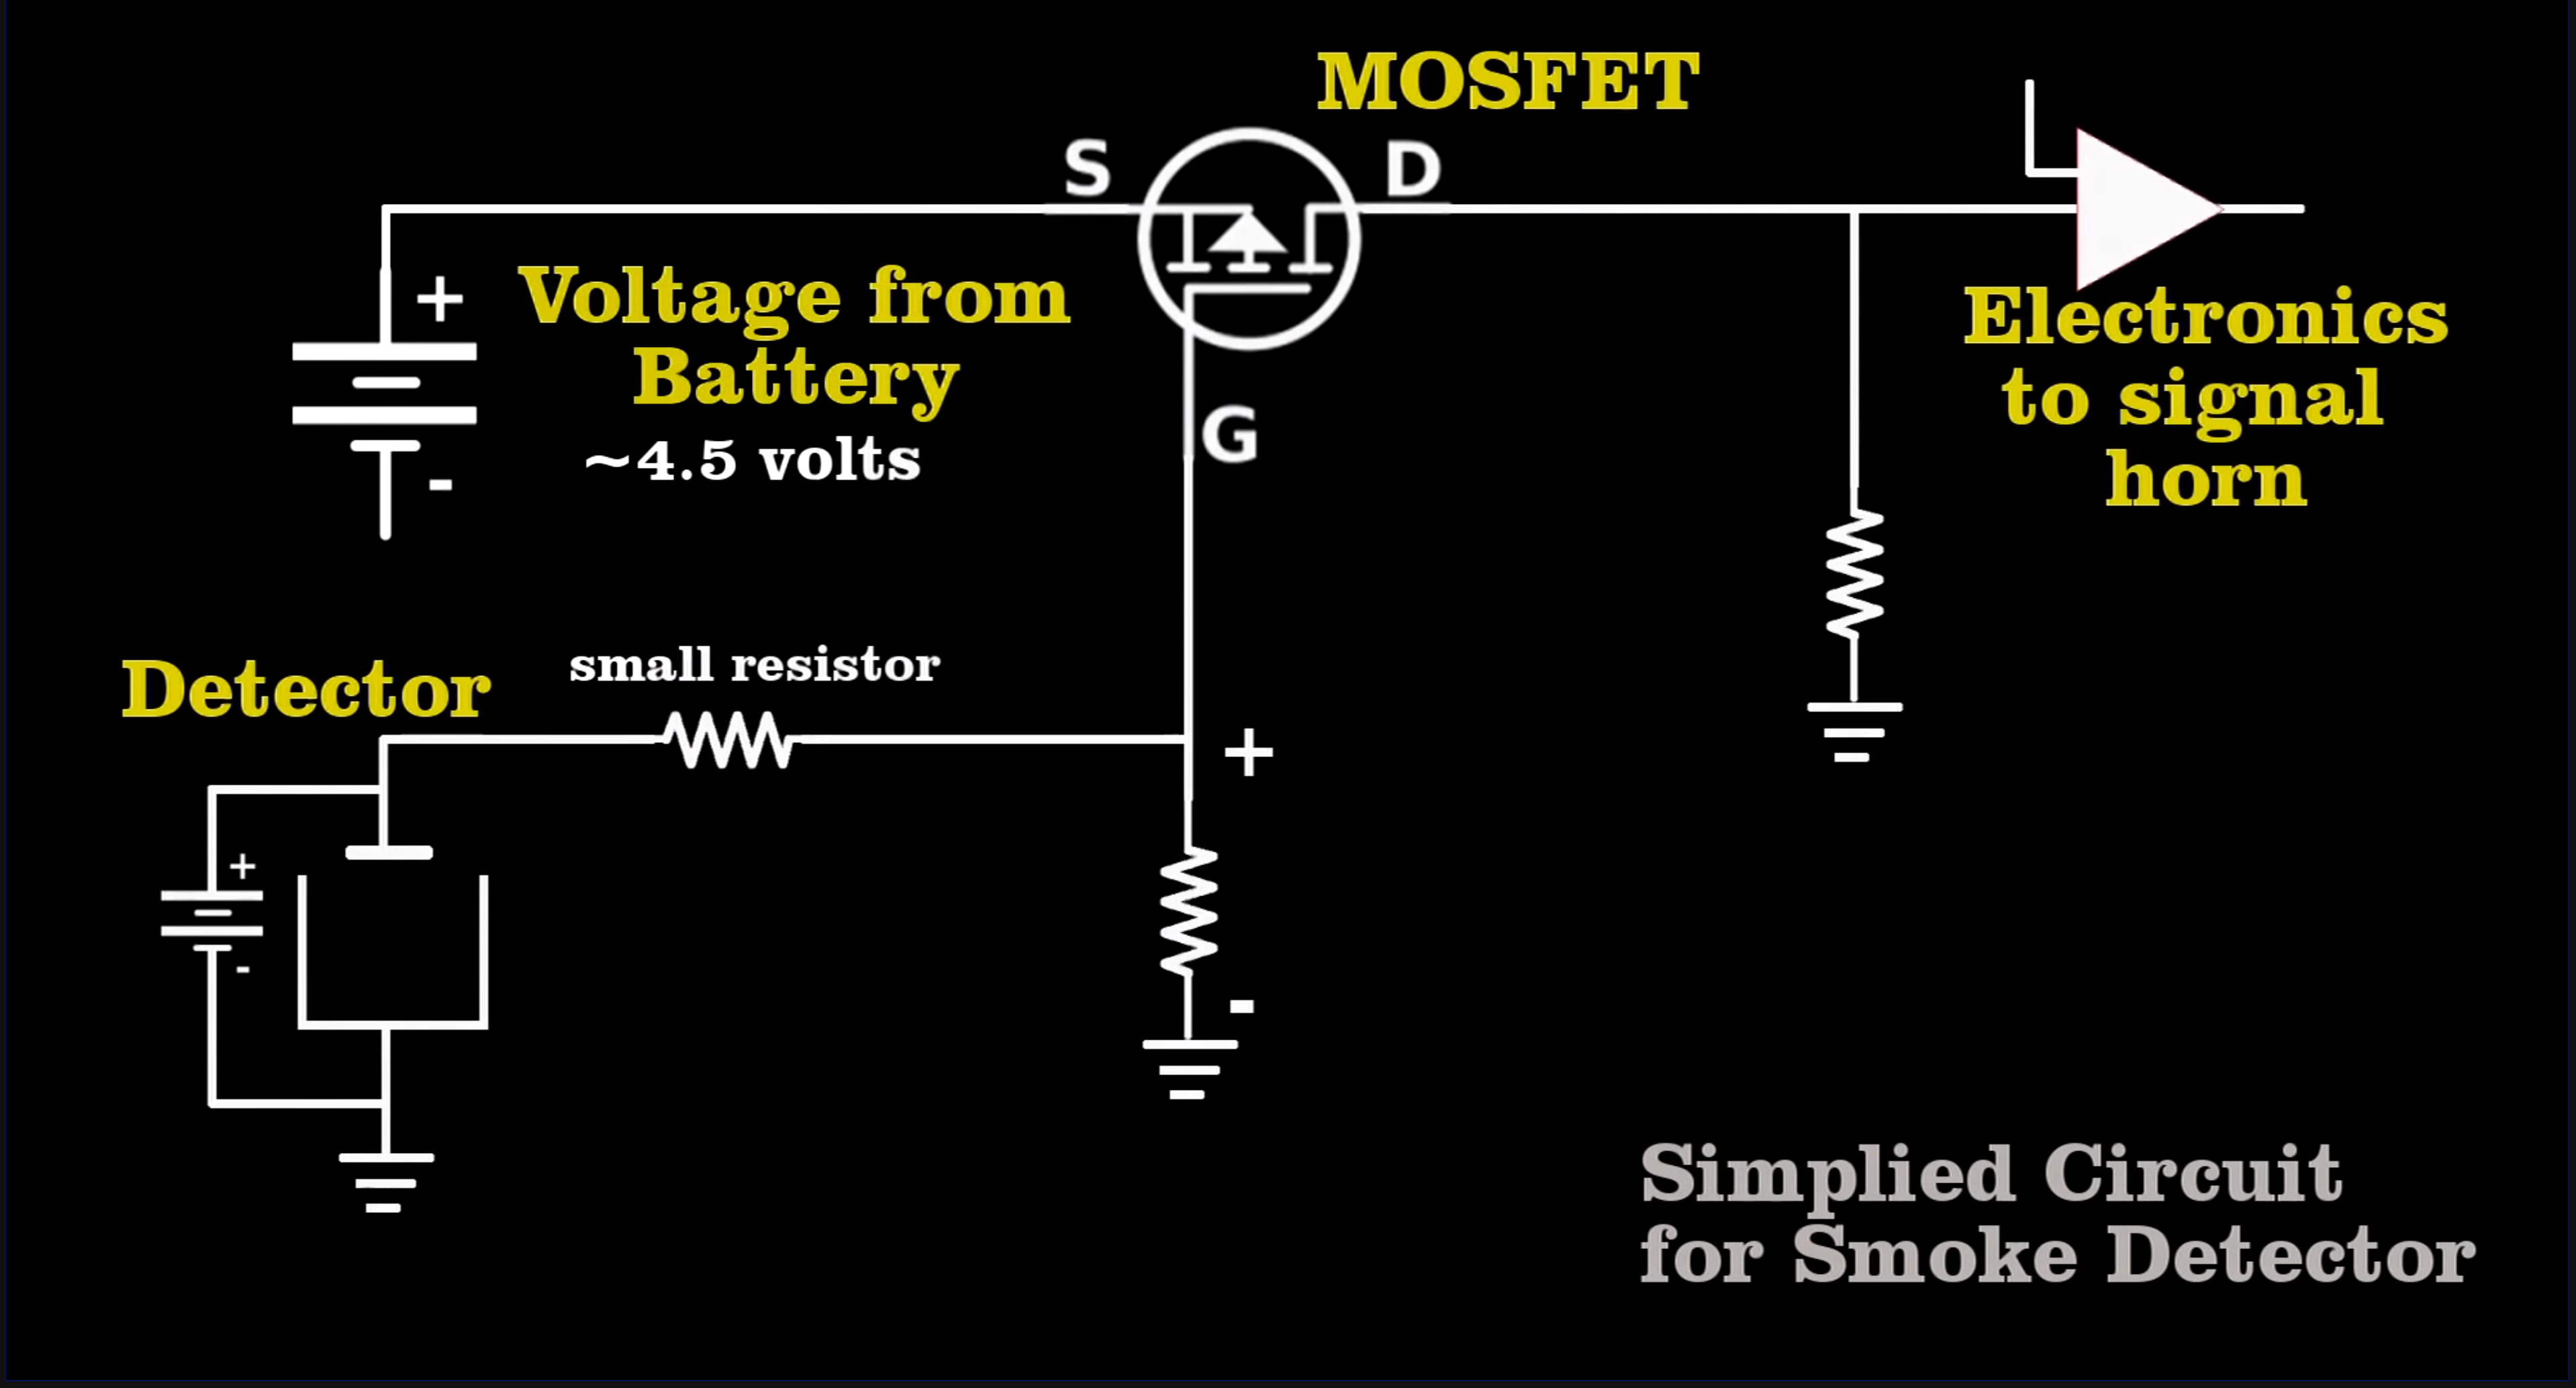 MOSFET
S
D
+
Voltage from
Battery
~4.5 volts
-
G
Electronics
to signal
horn
Detector
small resistor
+
+
-
-
Simplied Circuit
for Smoke Detector